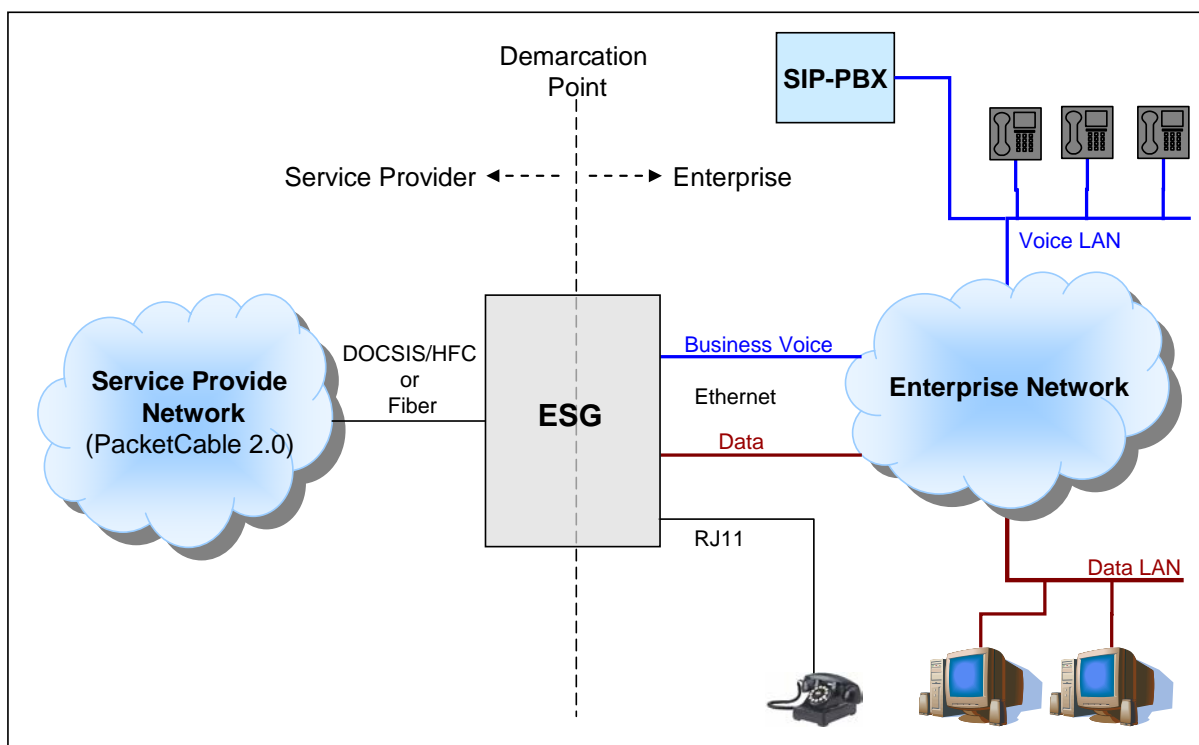 Demarcation
Point
SIP-PBX
Service Provider
Enterprise
Voice LAN
DOCSIS/HFC
or
Fiber
Service Provide
Network
(PacketCable 2.0)
ESG
Business Voice
Ethernet
Data
RJ11
Enterprise Network
Data LAN